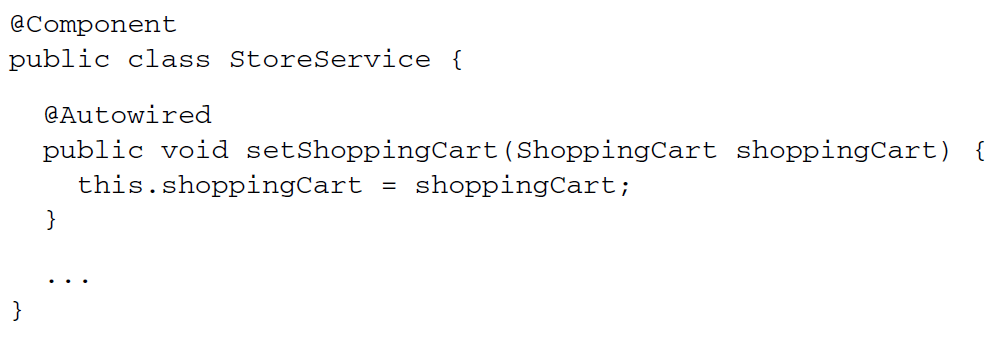 @Component
public class StoreService {
@Autowired
public void setShoppingCart(ShoppingCart shoppingCart) {
this.shoppingCart = shoppingCart;
}
...
}